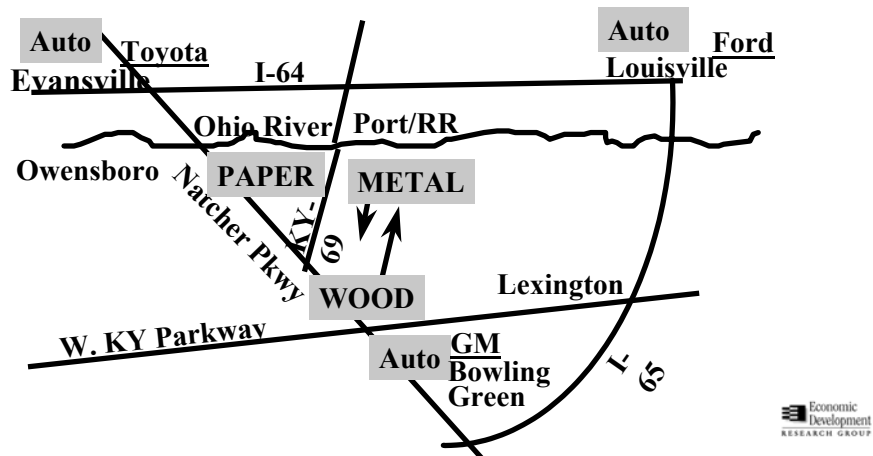 Auto
Toyota
Evansville
I-64
Auto
Ford
Louisville
Ohio River
Port/RR
Owensboro
PAPER
METAL
Natcher Pkwy
KY-
69
WOOD
Lexington
W. KY Parkway
Auto
GM
Bowling
Green
I-
65
Economic
Development
RESEARCH GROUP